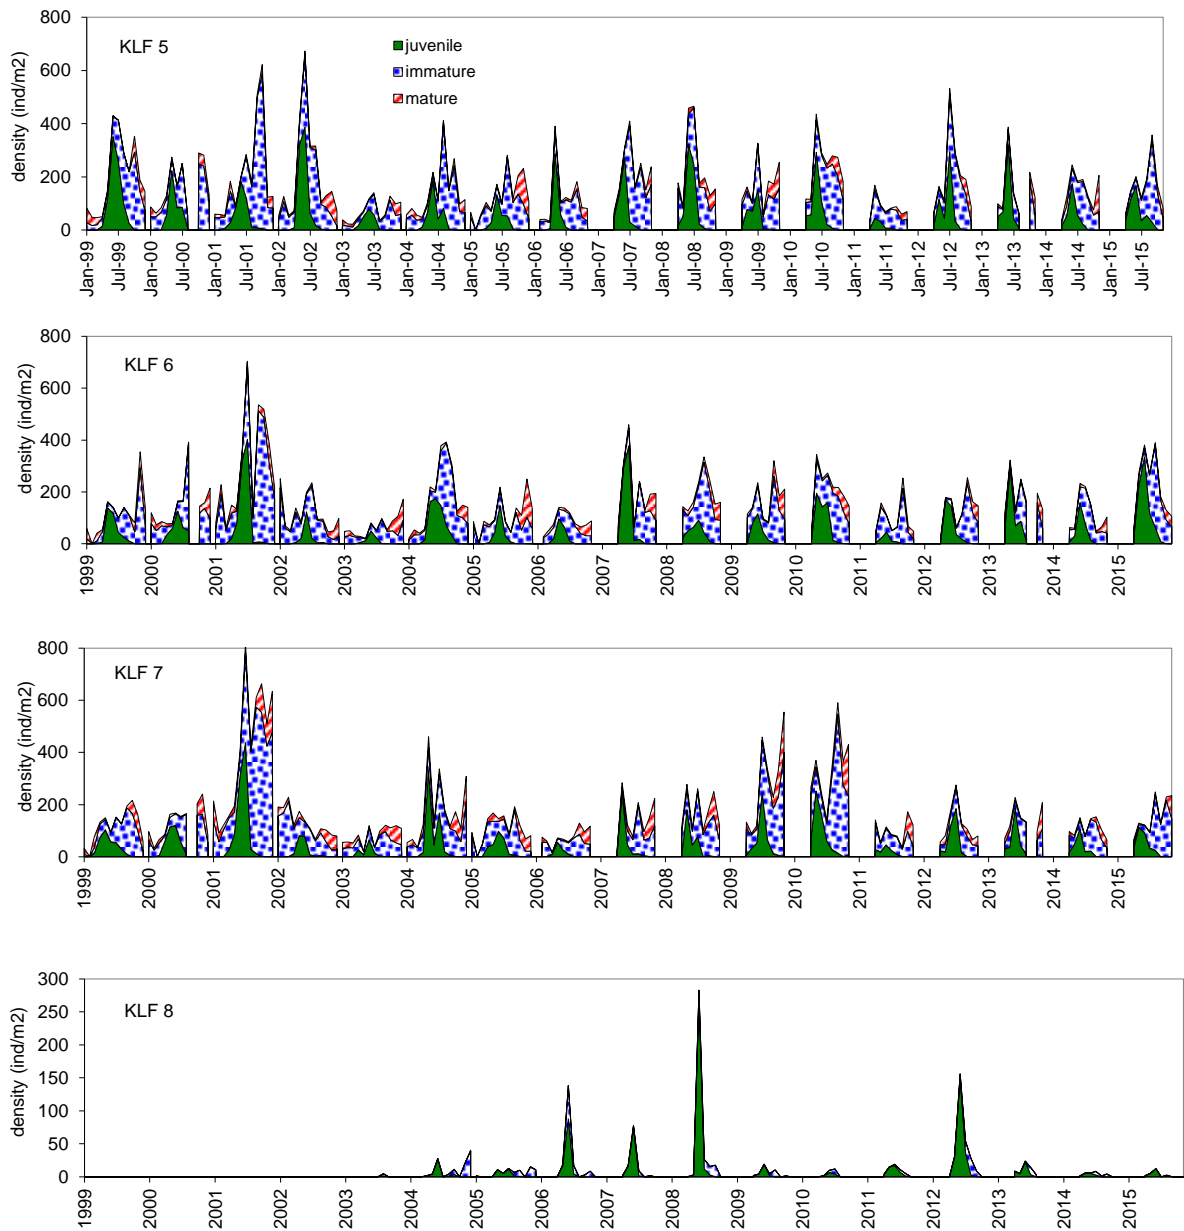 800
600
400
200
0
density (ind/m2)
KLF 5
juvenile
immature
mature
Jan-99
Jul-99
Jan-00
Jul-00
Jan-01
Jul-01
Jan-02
Jul-02
Jan-03
Jul-03
Jan-04
Jul-04
Jan-05
Jul-05
Jan-06
Jul-06
Jan-07
Jul-07
Jan-08
Jul-08
Jan-09
Jul-09
Jan-10
Jul-10
Jan-11
Jul-11
Jan-12
Jul-12
Jan-13
Jul-13
Jan-14
Jul-14
Jan-15
Jul-15
800
600
400
200
0
density (ind/m2)
KLF 6
1999
2000
2001
2002
2003
2004
2005
2006
2007
2008
2009
2010
2011
2012
2013
2014
2015
800
600
400
200
0
density (ind/m2)
KLF 7
1999
2000
2001
2002
2003
2004
2005
2006
2007
2008
2009
2010
2011
2012
2013
2014
2015
300
250
200
150
100
50
0
density (ind/m2)
KLF 8
1999
2000
2001
2002
2003
2004
2005
2006
2007
2008
2009
2010
2011
2012
2013
2014
2015